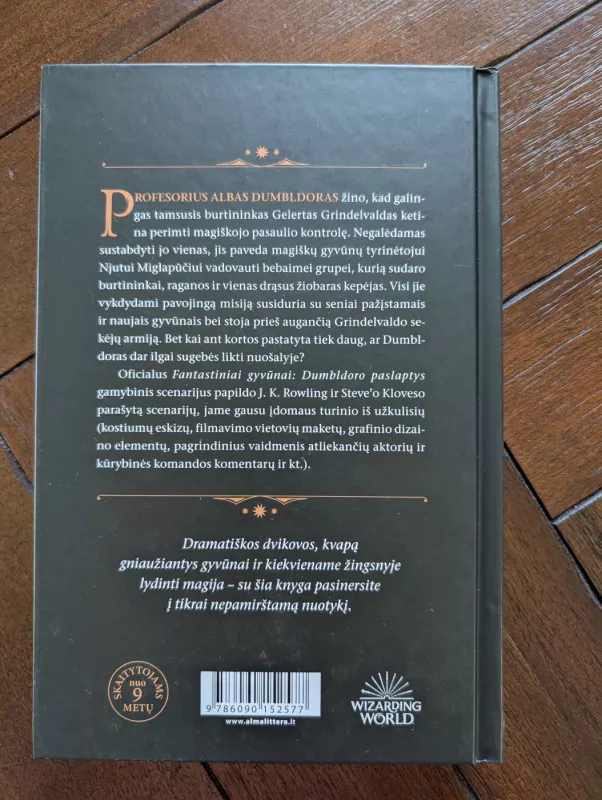 PROFESORIUS ALBAS DUMBLDORAS žino, kad galin-
gas tamsusis burtininkas Gelertas Grindelvaldas keti-
na perimti magiškojo pasaulio kontrolę. Negalėdamas
sustabdyti jo vienas, jis paveda magiškų gyvūnų tyrinėtojui
Njutui Miglapūčiui vadovauti bebaimei grupei, kurią sudaro
burtininkai, raganos ir vienas drąsus žiobaras kepėjas. Visi jie
vykdydami pavojingą misiją susiduria su seniai pažįstamais
ir naujais gyvūnais bei stoja prieš augančią Grindelvaldo se-
kėjų armiją. Bet kai ant kortos pastatyta tiek daug, ar Dumbl-
doras dar ilgai sugebės likti nuošalyje?
Oficialus Fantastiniai gyvūnai: Dumbldoro paslaptys
gamybinis scenarijus papildo J. K. Rowling ir Steve’o Kloveso
parašytą scenarijų, jame gausu įdomaus turinio iš užkulisių
(kostiumų eskizų, filmavimo vietovių maketų, grafinio dizai-
no elementų, pagrindinius vaidmenis atliekančių aktorių ir
kūrybinės komandos komentarų ir kt.).
Dramatiškos dvikovos, kvapą
gniaužiantys gyvūnai ir kiekviename žingsnyje
lydinti magija – su šia knyga pasinersite
į tikrai nepamirštamą nuotykį.
SKAITYTOJAMS
nuo
9
METŲ
9 786090 152577
www.almalittera.lt
WIZARDING
WORLD